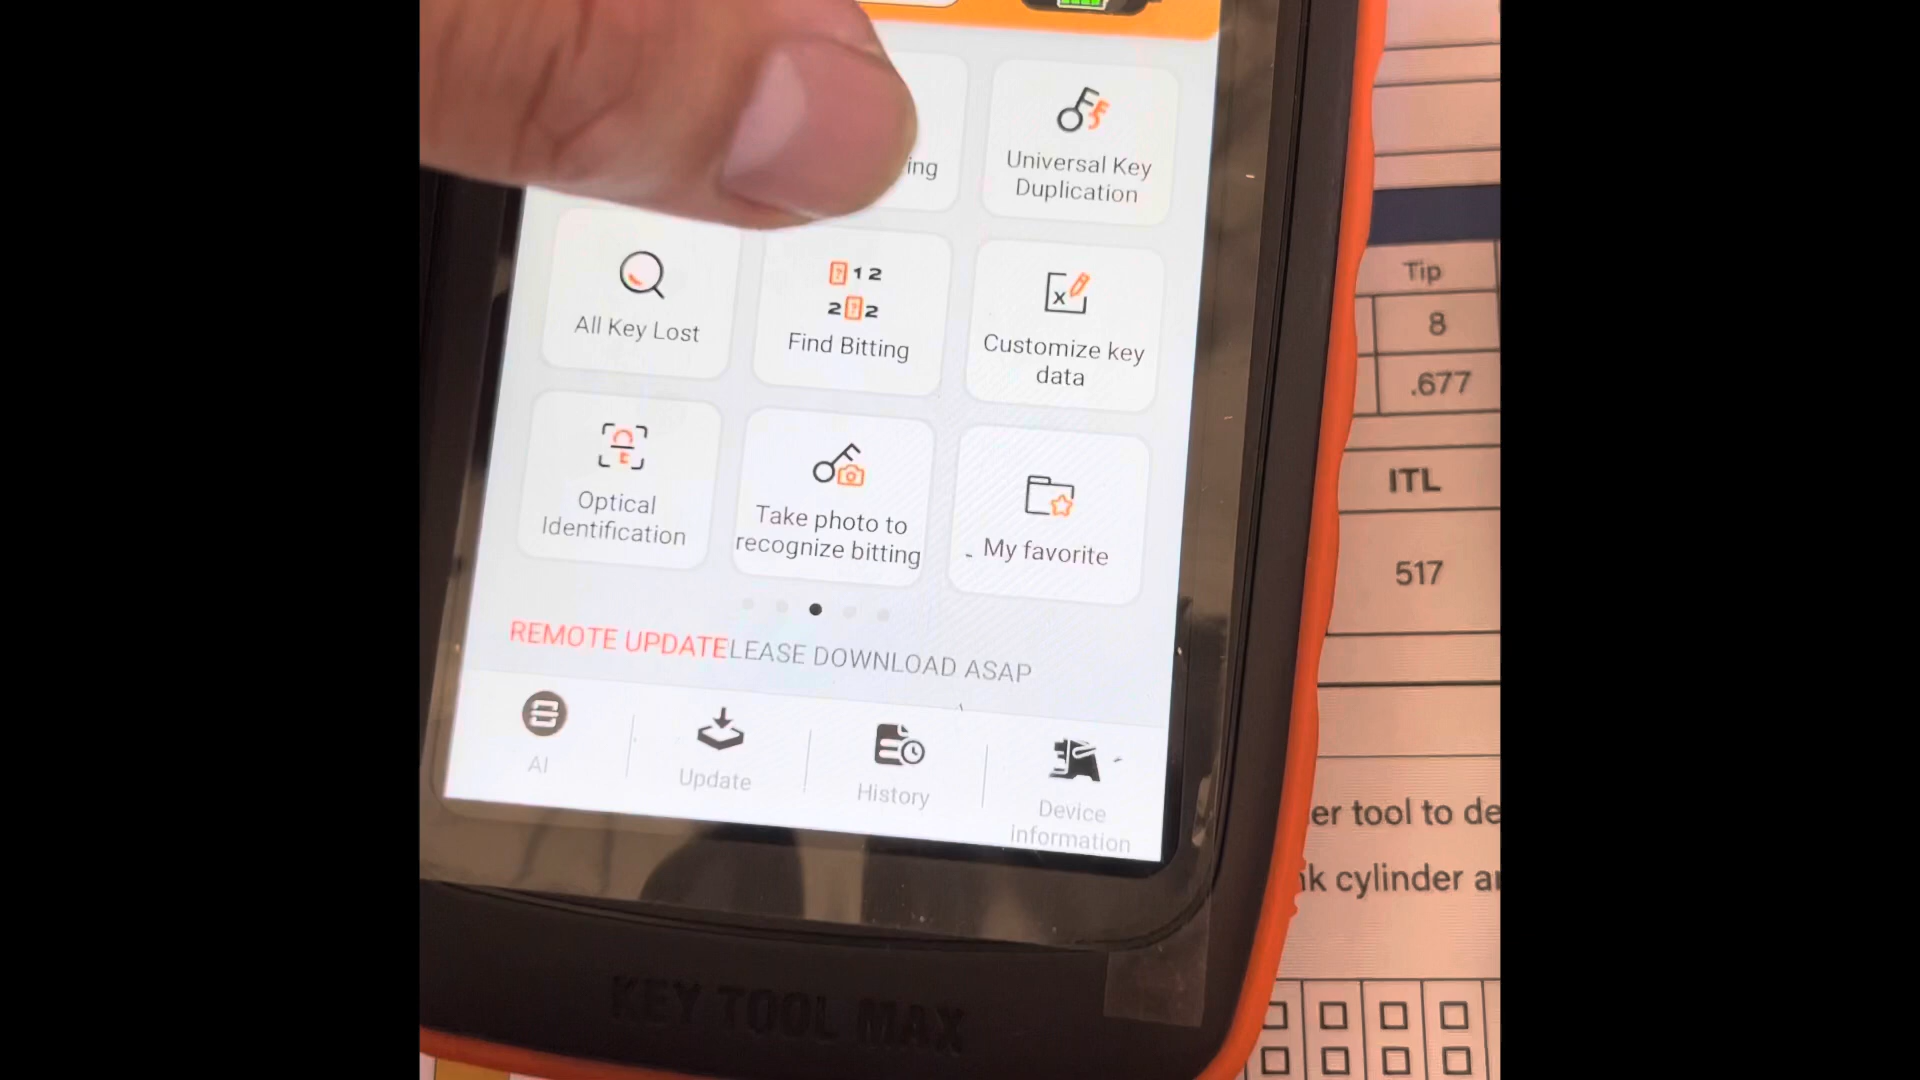 ing
Universal Key
Duplication
All Key Lost
12
2 2
Find Bitting
Customize key
data
Optical
Identification
Take photo to
recognize bitting
My favorite
REMOTE UPDATELEASE DOWNLOAD ASAP
AI
Update
History
Device
information
KEY TOOL MAX
Tip
8
.677
ITL
517
er tool to de
k cylinder a